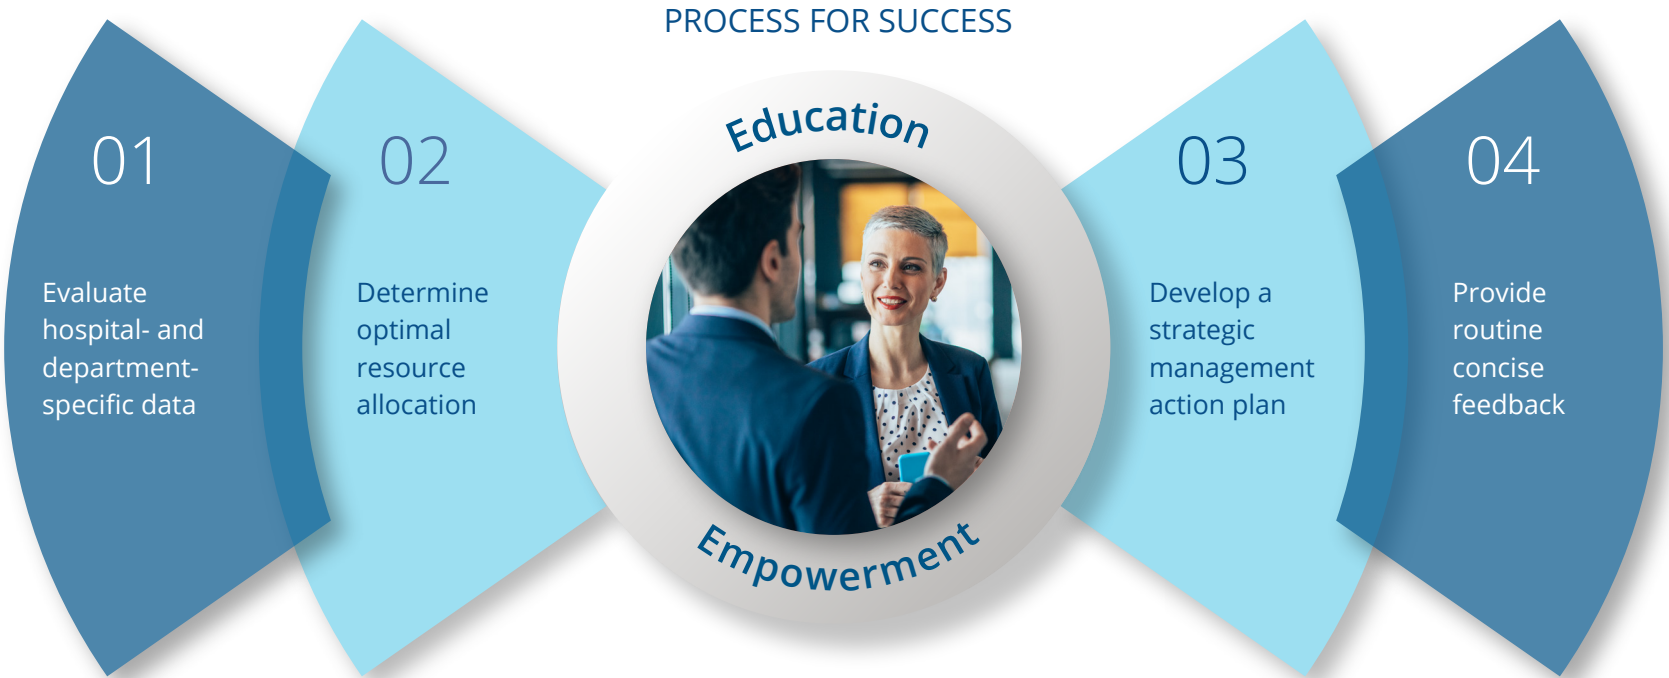 PROCESS FOR SUCCESS
Education
Empowerment
01
Evaluate
hospital- and
department-
specific data
02
Determine
optimal
resource
allocation
03
Develop a
strategic
management
action plan
04
Provide
routine
concise
feedback